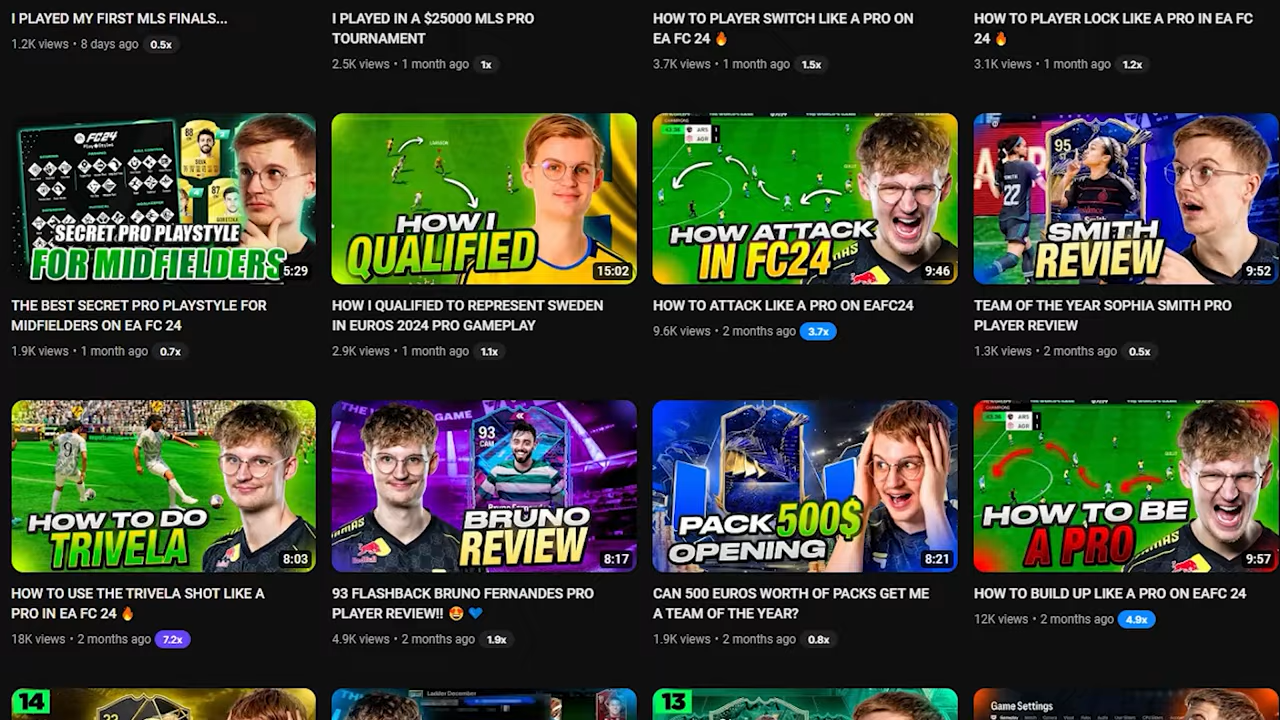 I PLAYED MY FIRST MLS FINALS...
1.2K views • 8 days ago 0.5x
I PLAYED IN A $25000 MLS PRO
TOURNAMENT
2.5K views • 1 month ago 1x
HOW TO PLAYER SWITCH LIKE A PRO ON
EA FC 24 🔥
3.7K views • 1 month ago 1.5x
HOW TO PLAYER LOCK LIKE A PRO IN EA FC
24 🔥
3.1K views • 1 month ago 1.2x
FC24
88
87
SECRET PRO PLAYSTYLE
FOR MIDFIELDERS
5:29
THE BEST SECRET PRO PLAYSTYLE FOR
MIDFIELDERS ON EA FC 24
1.9K views • 1 month ago 0.7x
HOW I
QUALIFIED
15:02
HOW I QUALIFIED TO REPRESENT SWEDEN
IN EUROS 2024 PRO GAMEPLAY
2.9K views • 1 month ago 1.1x
HOW ATTACK
IN FC24
9:46
HOW TO ATTACK LIKE A PRO ON EAFC24
9.6K views • 2 months ago 3.7x
95
SMITH
22
SMITH
REVIEW
9:52
TEAM OF THE YEAR SOPHIA SMITH PRO
PLAYER REVIEW
1.3K views • 2 months ago 0.5x
9
HOW TO DO
TRIVELA
8:03
HOW TO USE THE TRIVELA SHOT LIKE A
PRO IN EA FC 24 🔥
18K views • 2 months ago 7.2x
GAME
93
CAM
BRUNO
REVIEW
8:17
93 FLASHBACK BRUNO FERNANDES PRO
PLAYER REVIEW!! 🤩 💙
4.9K views • 2 months ago 1.9x
PACK 500$
OPENING
8:21
CAN 500 EUROS WORTH OF PACKS GET ME
A TEAM OF THE YEAR?
1.9K views • 2 months ago 0.8x
HOW TO BE
A PRO
9:57
HOW TO BUILD UP LIKE A PRO ON EAFC 24
12K views • 2 months ago 4.9x
14
Ladder December
13
Game Settings